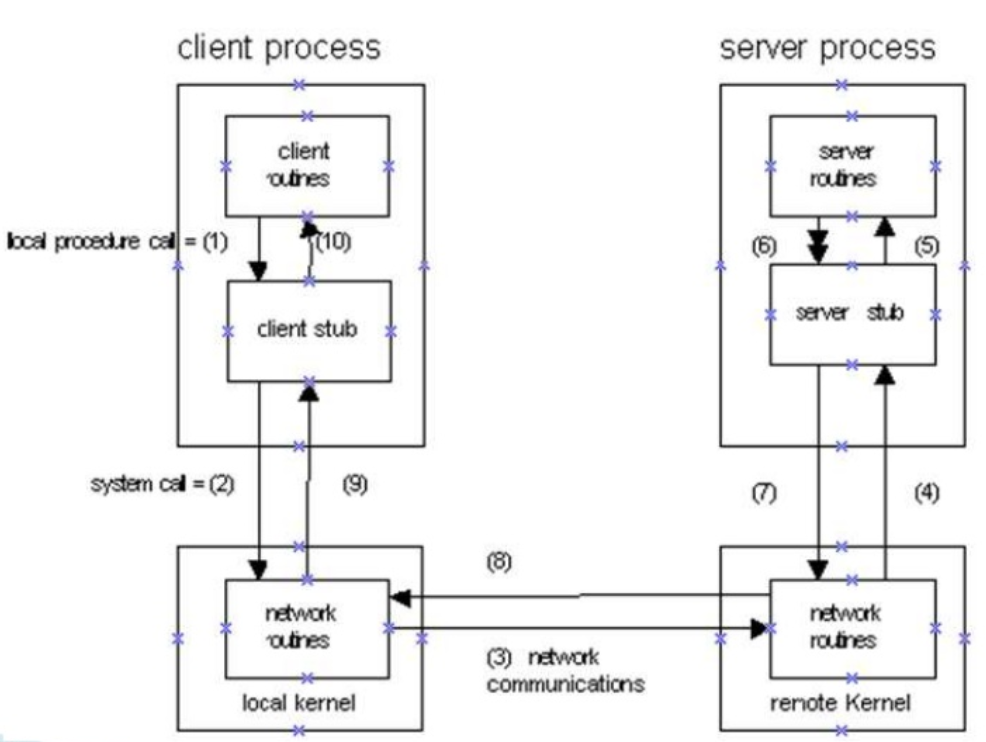 client process
server process
client
routines
server
routines
local procedure call = (1)
(10)
(6)
(5)
client stub
server stub
system call = (2)
(9)
(7)
(4)
(8)
network
routines
network
routines
(3) network
communications
local kernel
remote Kernel